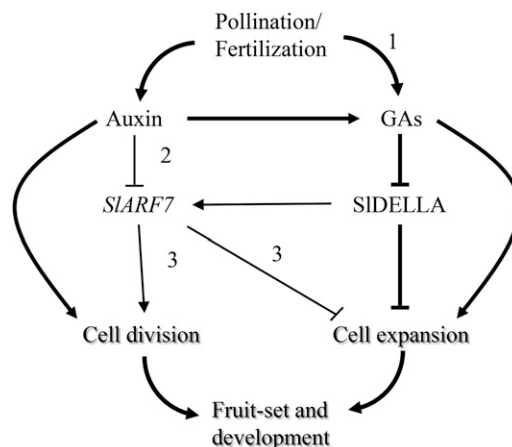 Pollination/
Fertilization
1
Auxin
GAs
2
SlARF7
SlDELLA
3
3
Cell division
Cell expansion
Fruit-set and
development